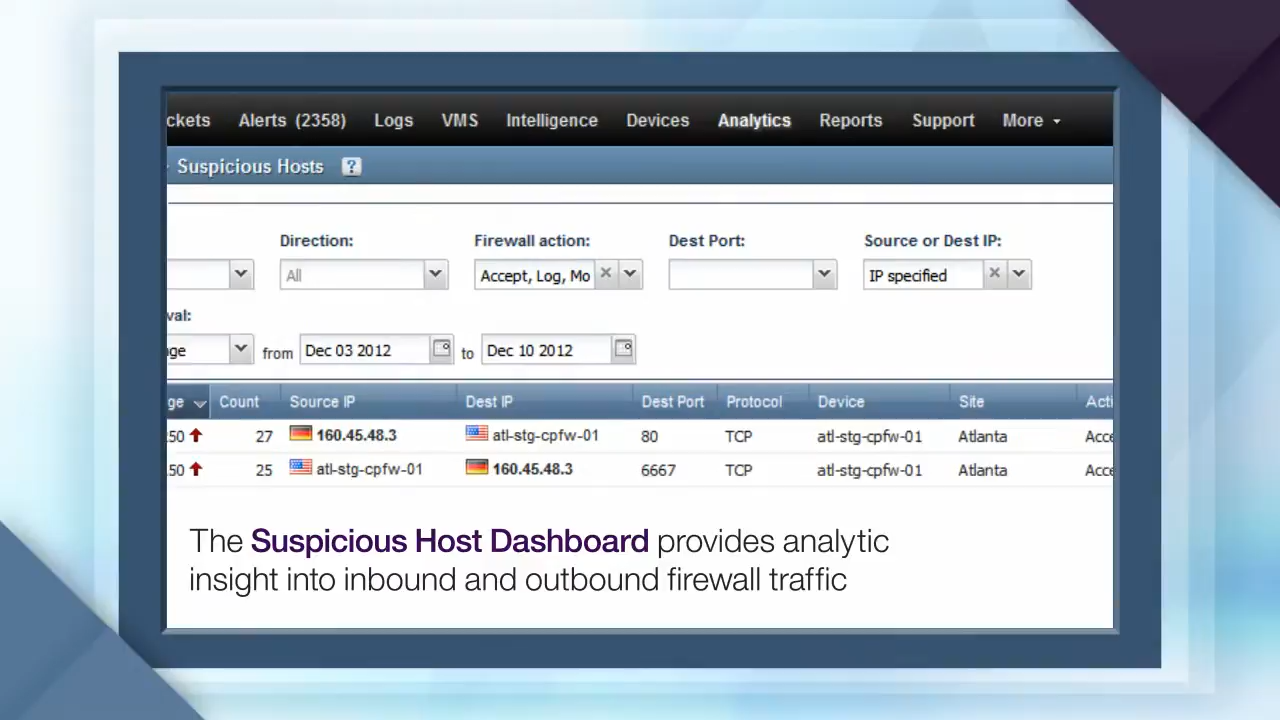 ckets Alerts (2358) Logs VMS Intelligence Devices Analytics Reports Support More
Suspicious Hosts ?
Direction: Firewall action: Dest Port: Source or Dest IP:
All Accept, Log, Mo IP specified
val:
ge from Dec 03 2012 to Dec 10 2012
ge Count Source IP Dest IP Dest Port Protocol Device Site Acti
50 27 160.45.48.3 atl-stg-cpfw-01 80 TCP atl-stg-cpfw-01 Atlanta Acce
50 25 atl-stg-cpfw-01 160.45.48.3 6667 TCP atl-stg-cpfw-01 Atlanta Acce
The Suspicious Host Dashboard provides analytic
insight into inbound and outbound firewall traffic